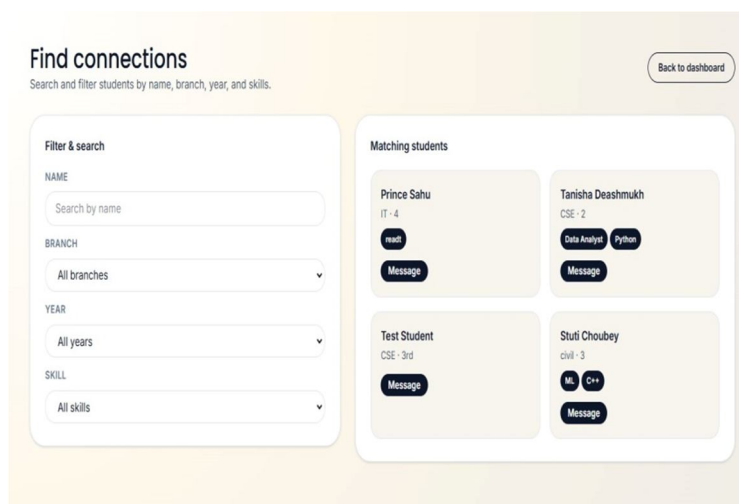 Find connections
Search and filter students by name, branch, year, and skills.
Back to dashboard
Filter & search
NAME
Search by name
BRANCH
All branches
YEAR
All years
SKILL
All skills
Matching students
Prince Sahu
IT · 4
readt
Message
Tanisha Deashmukh
CSE · 2
Data Analyst Python
Message
Test Student
CSE · 3rd
Message
Stuti Choubey
civil · 3
ML C++
Message